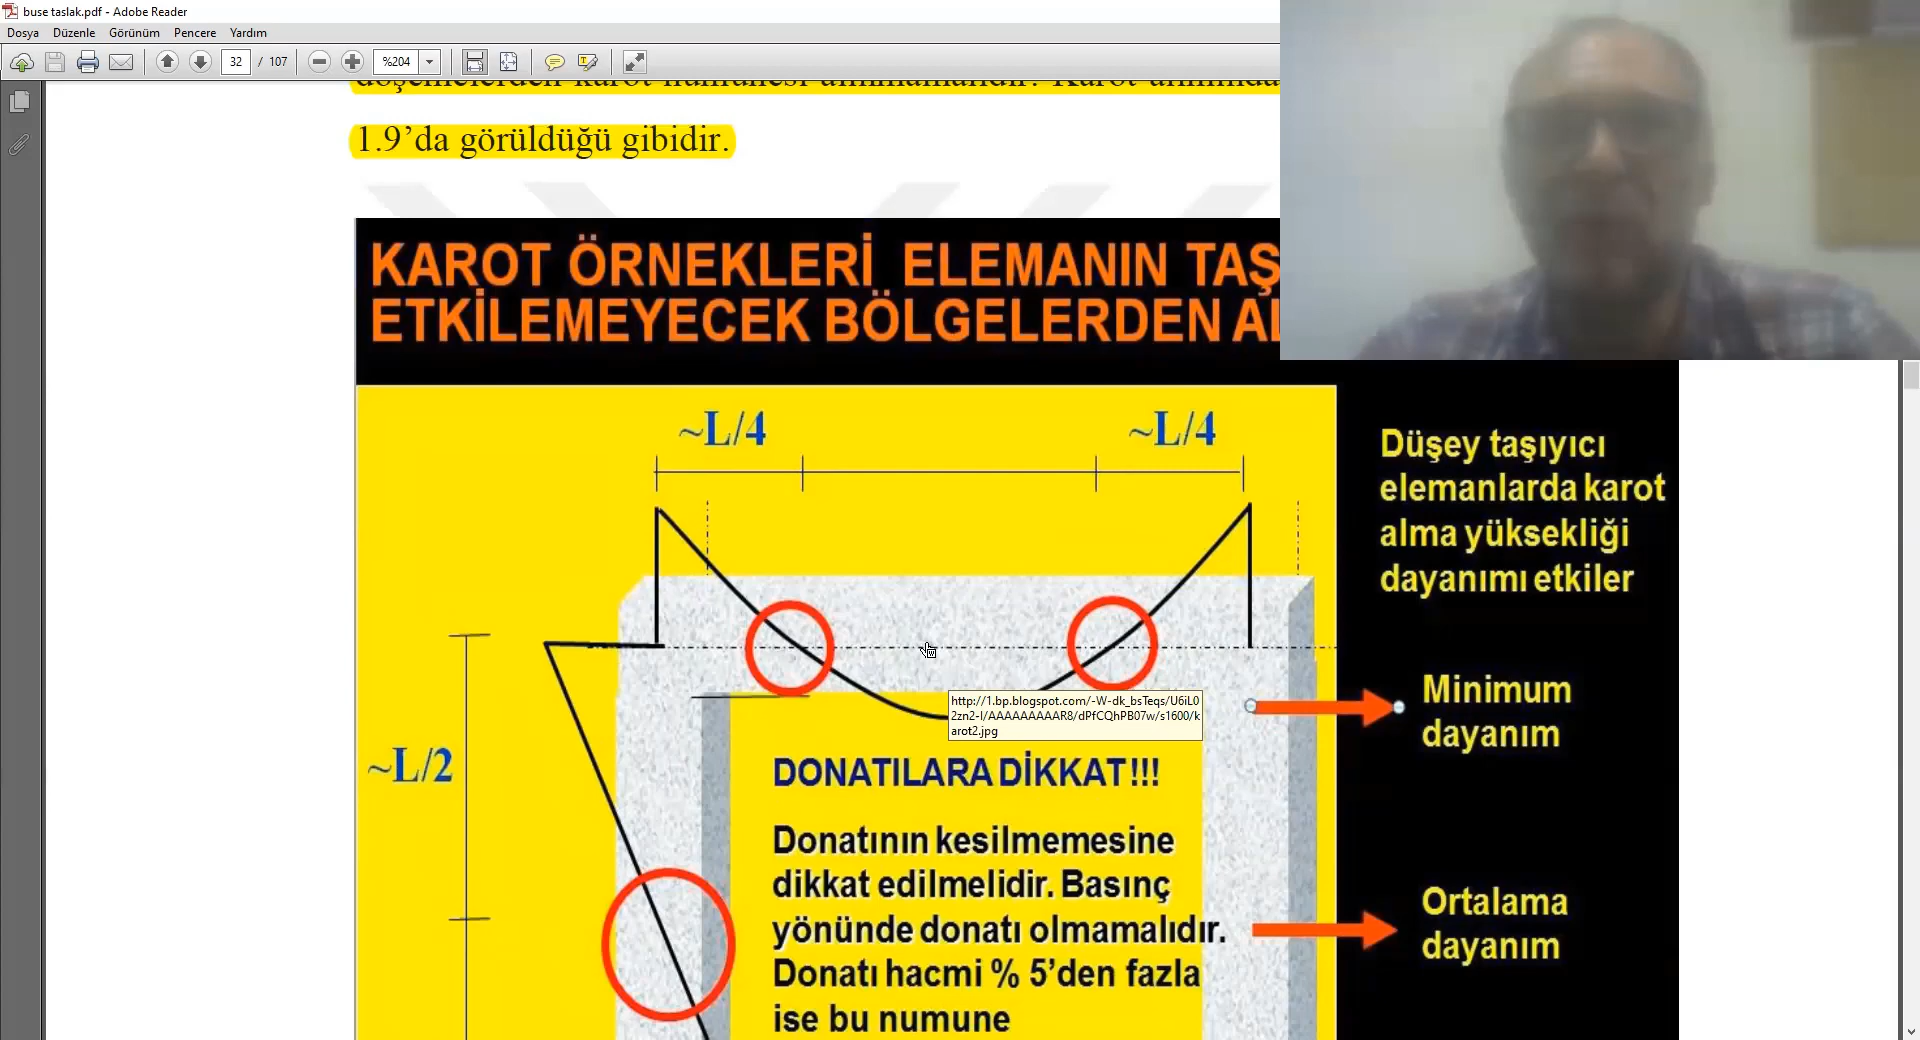 buse taslak.pdf - Adobe Reader
Dosya Düzenle Görünüm Pencere Yardım
32 / 107 %204
1.9’da görüldüğü gibidir.
KAROT ÖRNEKLERİ ELEMANIN TAŞ
ETKİLEMEYECEK BÖLGELERDEN
~L/4 ~L/4
Düşey taşıyıcı
elemanlarda karot
alma yüksekliği
dayanımı etkiler
~L/2
Minimum
dayanım
http://1.bp.blogspot.com/-W-dk_bsTeqs/U6iL0
2zn2-I/AAAAAAAAAR8/dPfCQhPB07w/s1600/k
arot2.jpg
DONATILARA DİKKAT!!!
Donatının kesilmemesine
dikkat edilmelidir. Basınç
yönünde donatı olmamalıdır.
Donatı hacmi % 5’den fazla
ise bu numune
Ortalama
dayanım